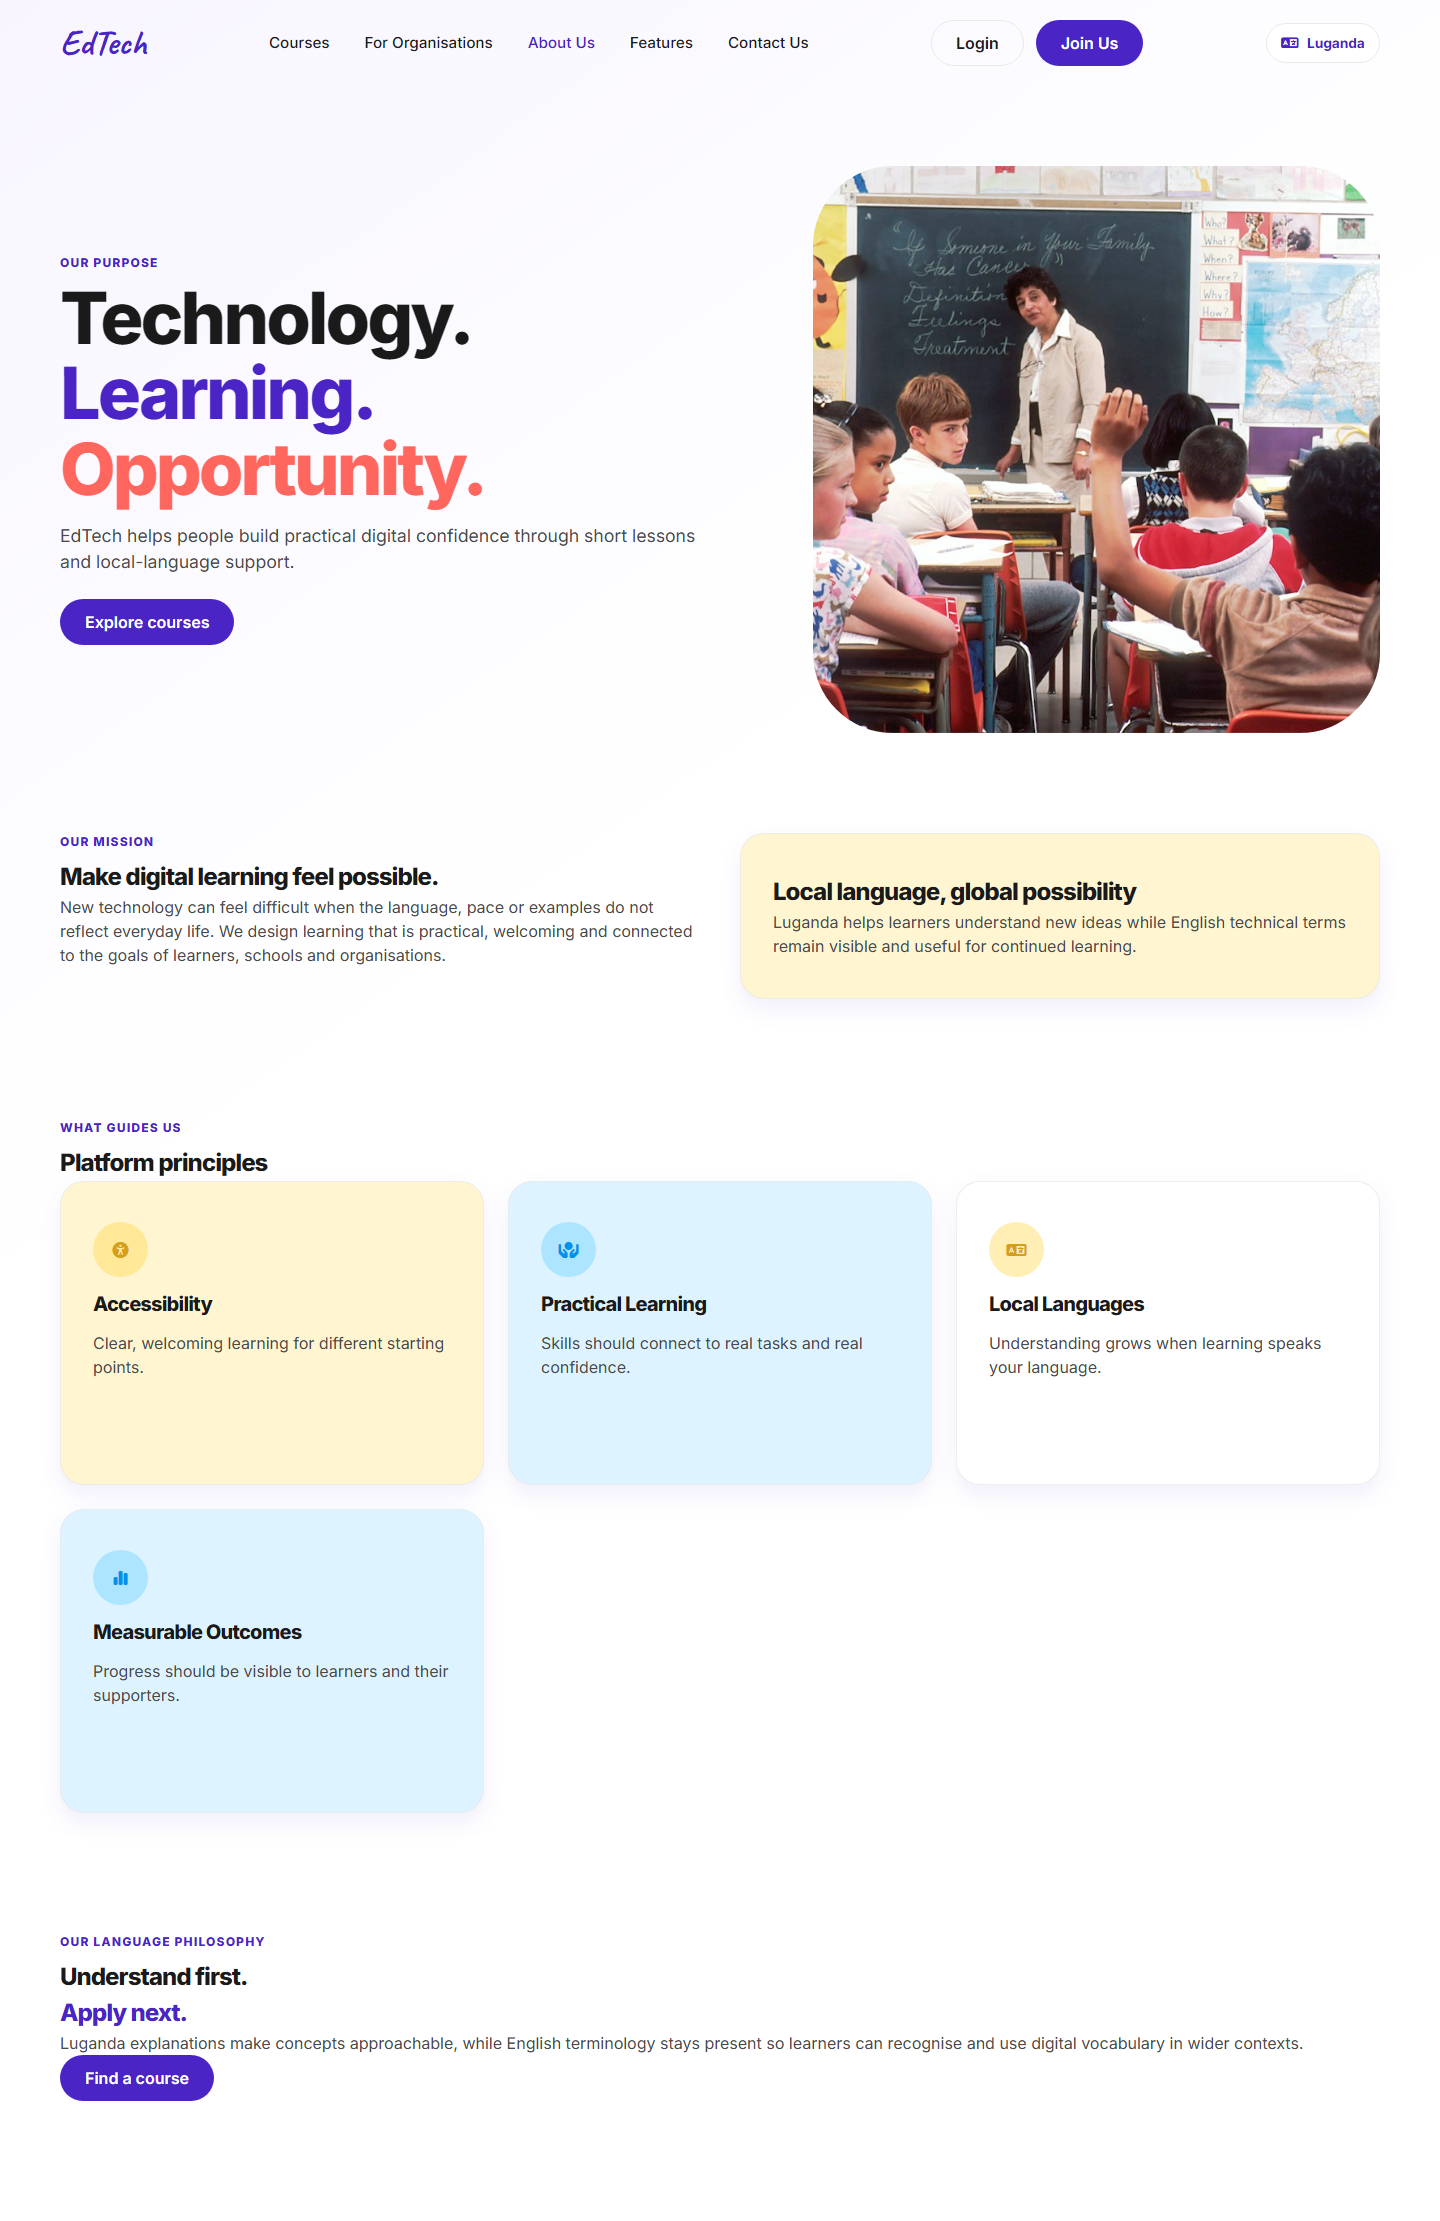 EdTech
Courses
For Organisations
About Us
Features
Contact Us
Login
Join Us
Luganda
OUR PURPOSE
Technology.
Learning.
Opportunity.
EdTech helps people build practical digital confidence through short lessons
and local-language support.
Explore courses
"If Someone in Your Family
Has Cancer"
Definition
Feelings
Treatment
Who?
What?
When?
Where?
Why?
How?
OUR MISSION
Make digital learning feel possible.
New technology can feel difficult when the language, pace or examples do not
reflect everyday life. We design learning that is practical, welcoming and connected
to the goals of learners, schools and organisations.
Local language, global possibility
Luganda helps learners understand new ideas while English technical terms
remain visible and useful for continued learning.
WHAT GUIDES US
Platform principles
Accessibility
Clear, welcoming learning for different starting
points.
Practical Learning
Skills should connect to real tasks and real
confidence.
Local Languages
Understanding grows when learning speaks
your language.
Measurable Outcomes
Progress should be visible to learners and their
supporters.
OUR LANGUAGE PHILOSOPHY
Understand first.
Apply next.
Luganda explanations make concepts approachable, while English terminology stays present so learners can recognise and use digital vocabulary in wider contexts.
Find a course